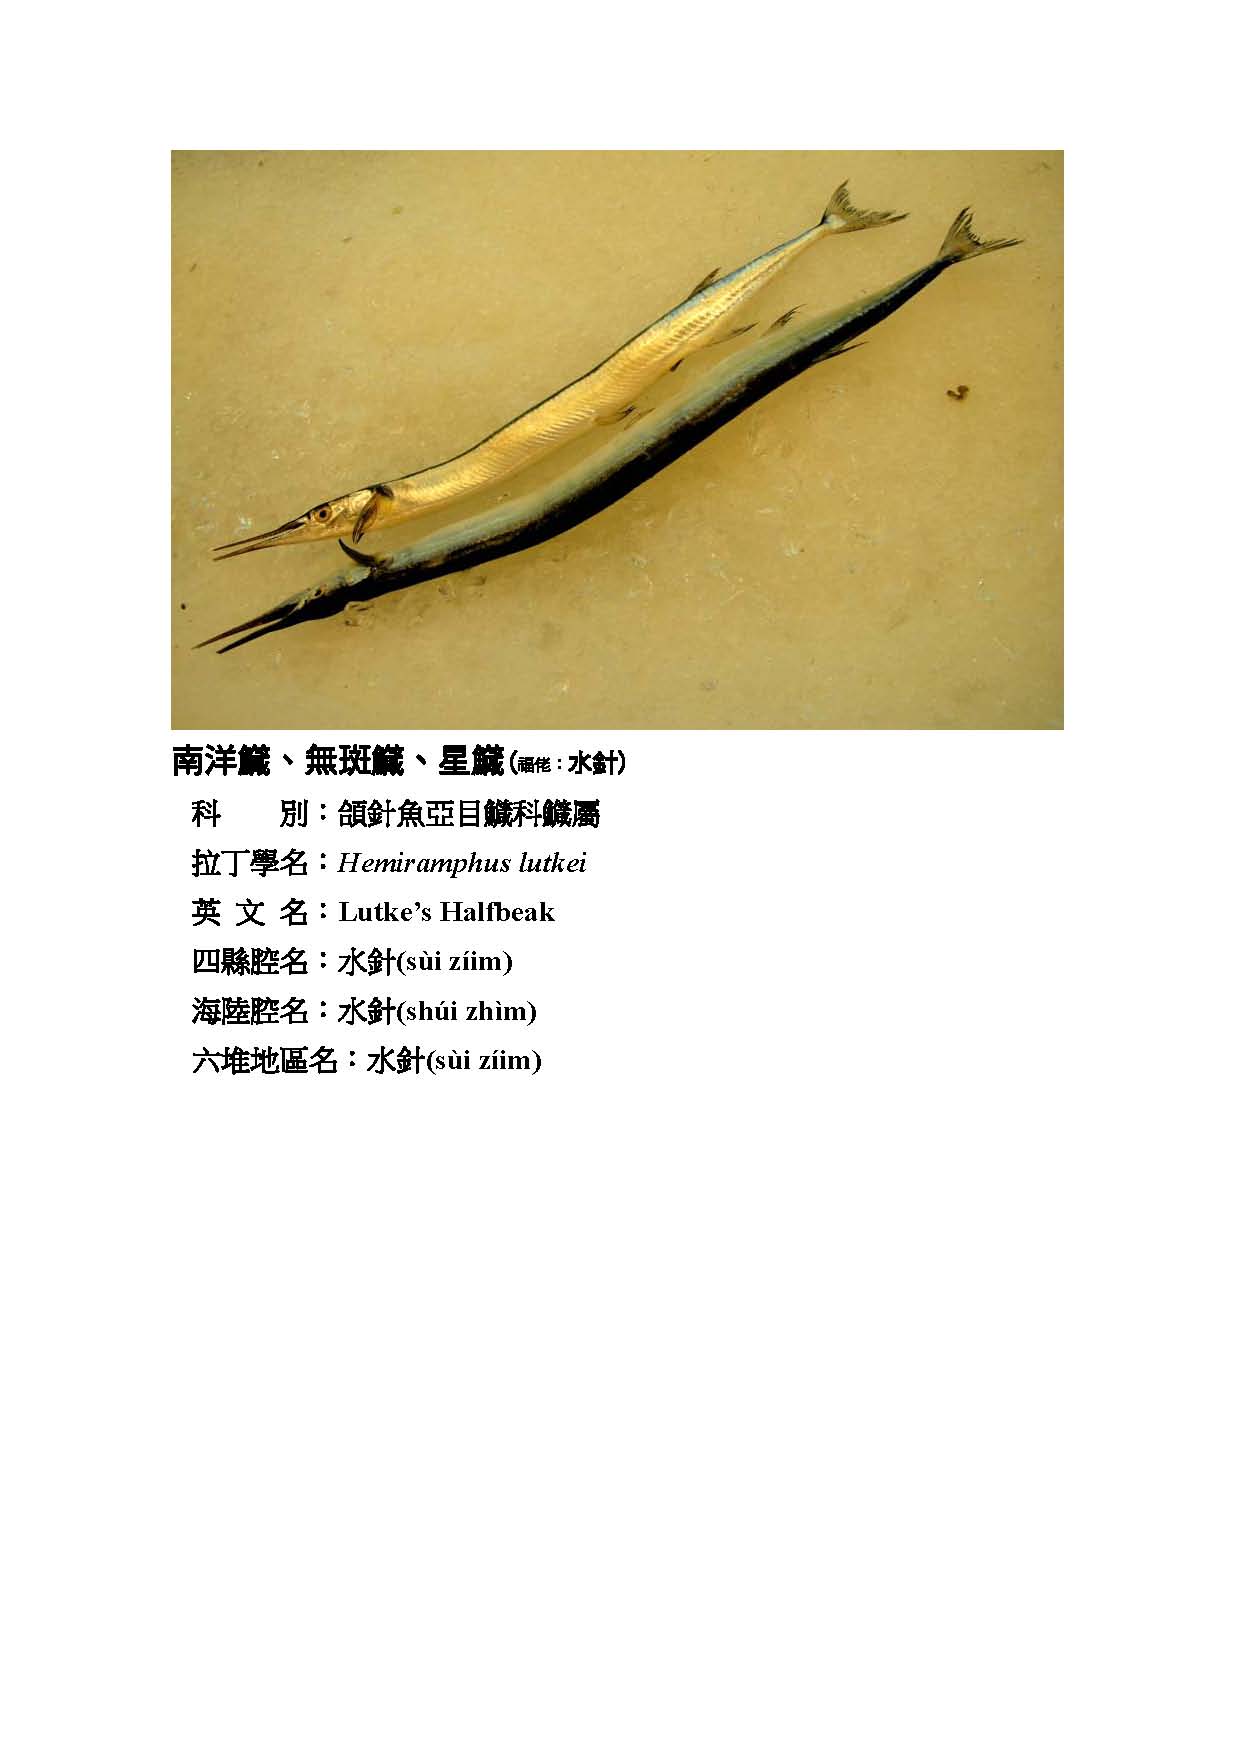 南洋鱵、無斑鱵、星鱵(福佬：水針)
科　　別：頜針魚亞目鱵科鱵屬
拉丁學名：Hemiramphus lutkei
英 文 名：Lutke’s Halfbeak
四縣腔名：水針(sùi zíim)
海陸腔名：水針(shúi zhìm)
六堆地區名：水針(sùi zíim)